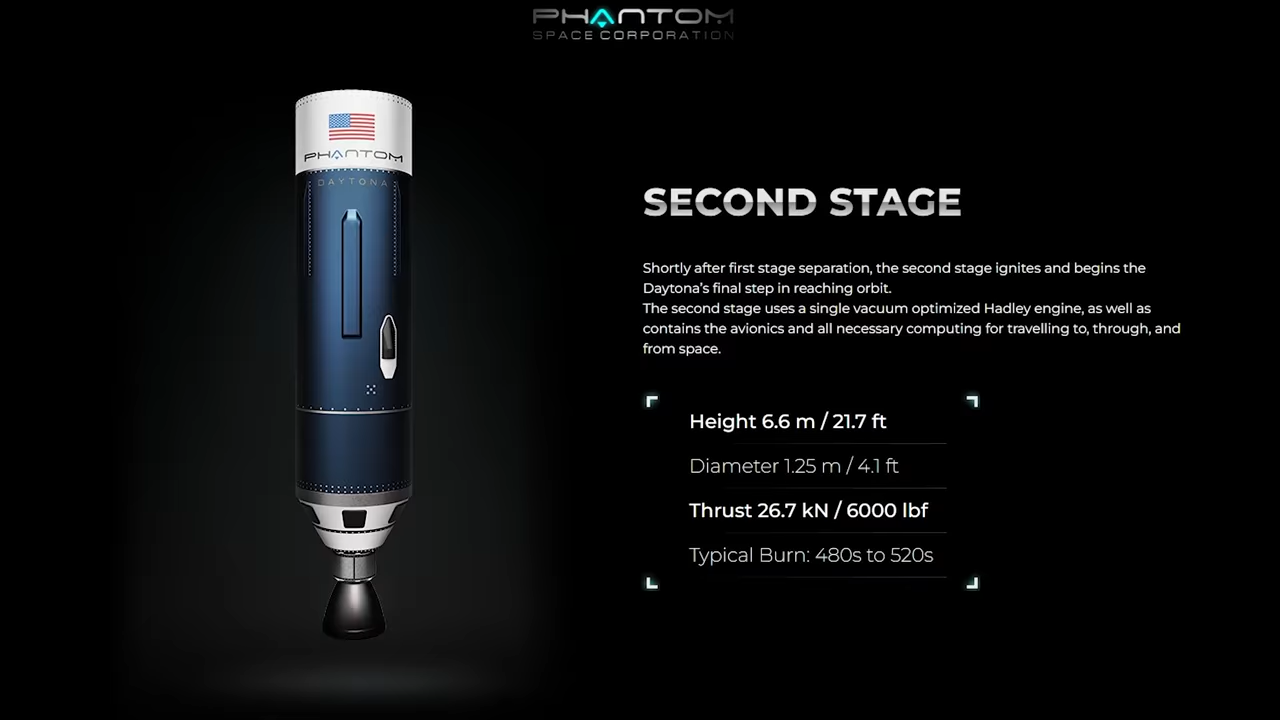 PHANTOM
SPACE CORPORATION
PHANTOM
DAYTONA
SECOND STAGE
Shortly after first stage separation, the second stage ignites and begins the
Daytona’s final step in reaching orbit.
The second stage uses a single vacuum optimized Hadley engine, as well as
contains the avionics and all necessary computing for travelling to, through, and
from space.
Height 6.6 m / 21.7 ft
Diameter 1.25 m / 4.1 ft
Thrust 26.7 kN / 6000 lbf
Typical Burn: 480s to 520s